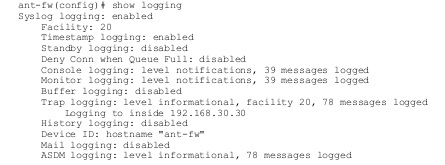 ant-fw(config)# show logging
Syslog logging: enabled
Facility: 20
Timestamp logging: enabled
Standby logging: disabled
Deny Conn when Queue Full: disabled
Console logging: level notifications, 39 messages logged
Monitor logging: level notifications, 39 messages logged
Buffer logging: disabled
Trap logging: level informational, facility 20, 78 messages logged
Logging to inside 192.168.30.30
History logging: disabled
Device ID: hostname "ant-fw"
Mail logging: disabled
ASDM logging: level informational, 78 messages logged